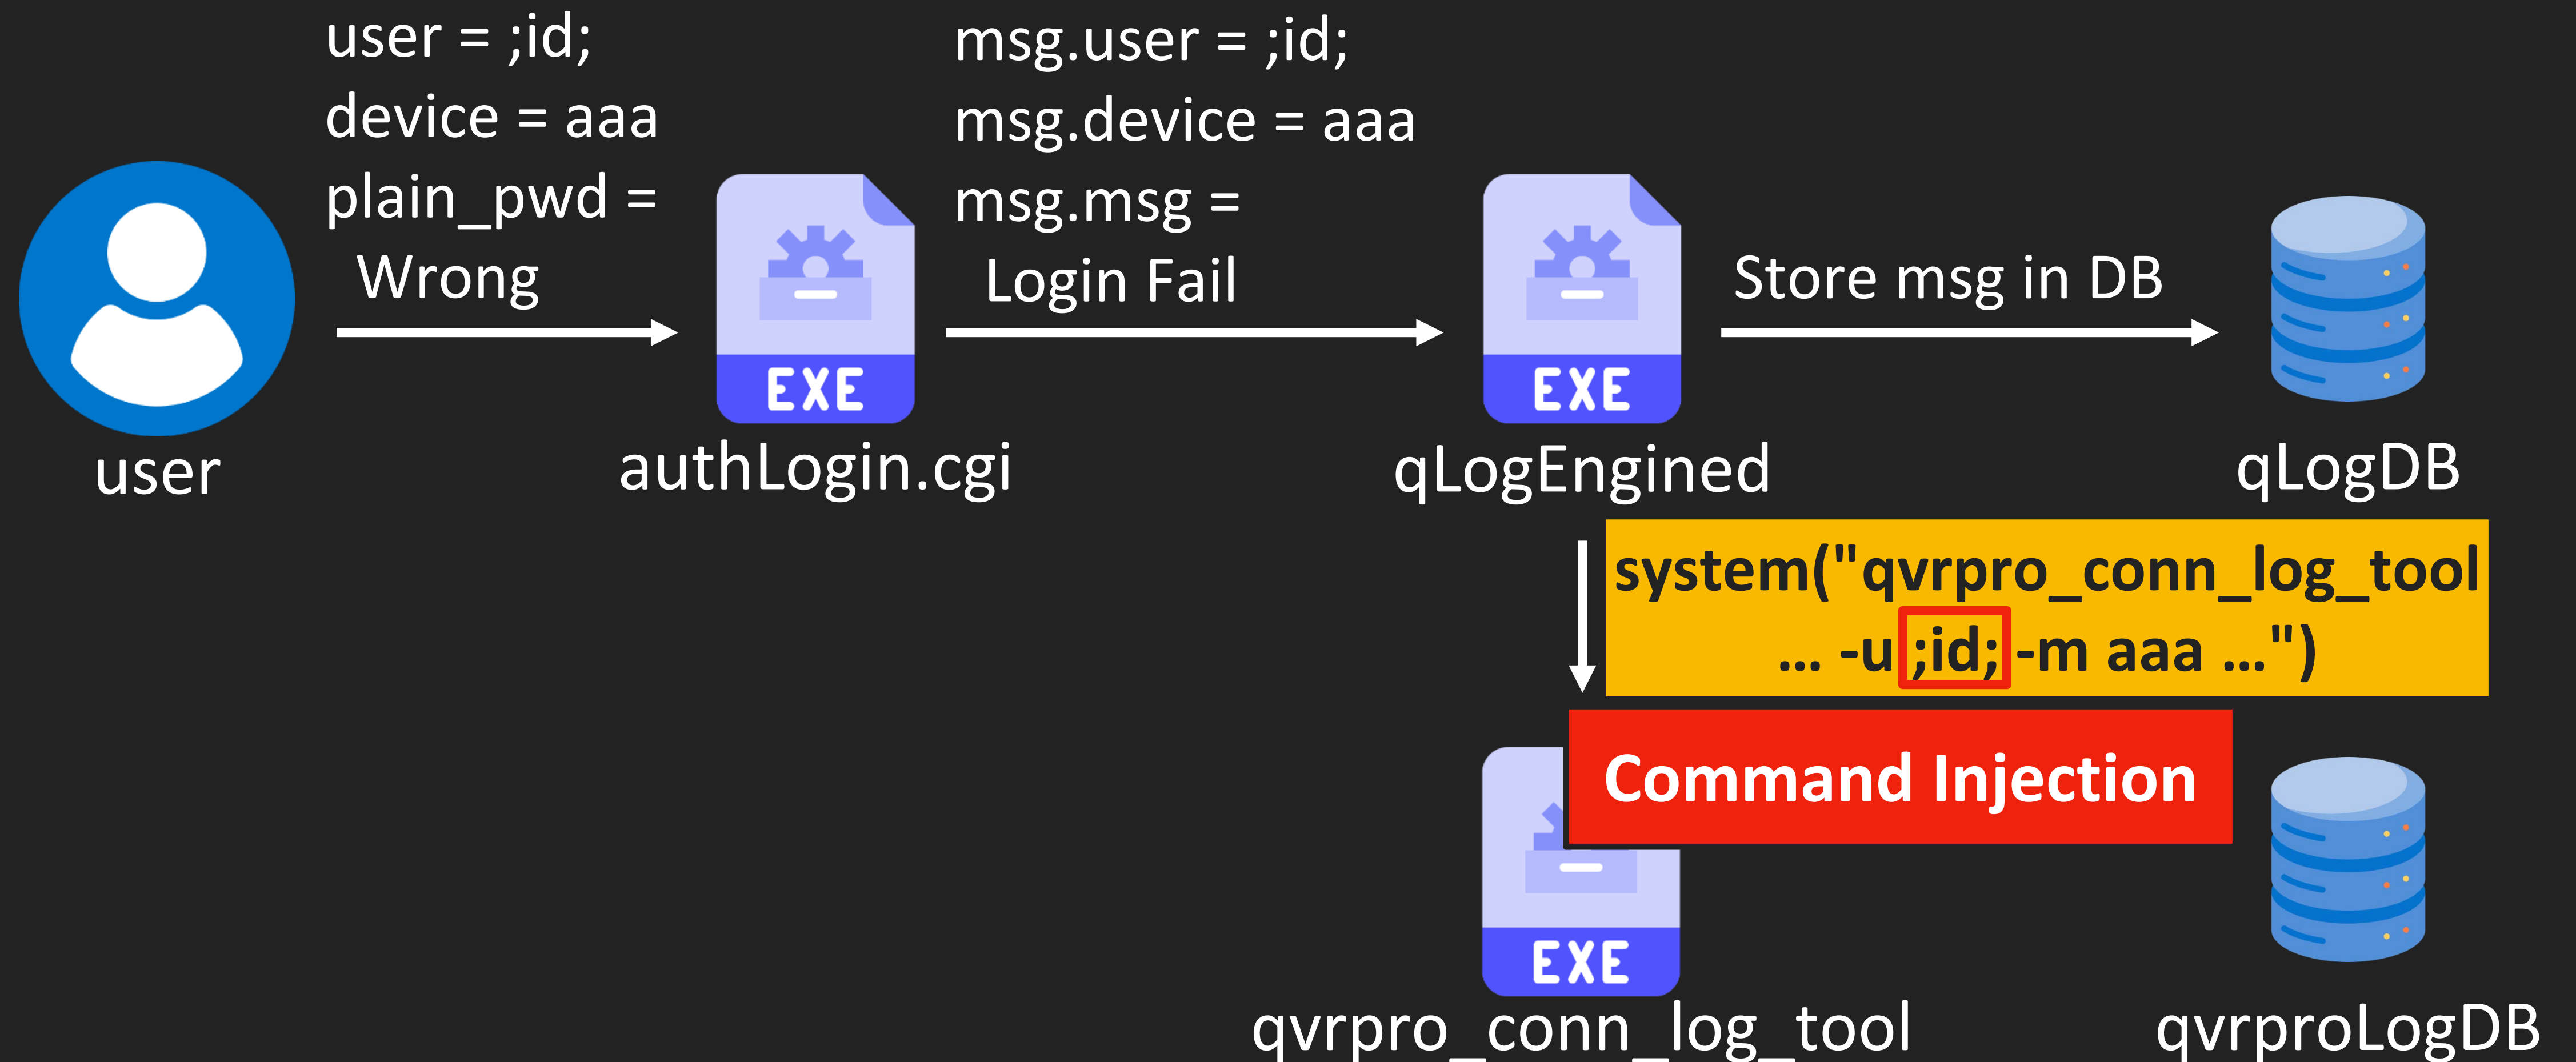 user = ;id;
device = aaa
plain_pwd =
Wrong
msg.user = ;id;
msg.device = aaa
msg.msg =
Login Fail
Store msg in DB
EXE
EXE
user
authLogin.cgi
qLogEngined
qLogDB
system("qvrpro_conn_log_tool
... -u ;id; -m aaa ...")
Command Injection
EXE
qvrpro_conn_log_tool
qvrproLogDB